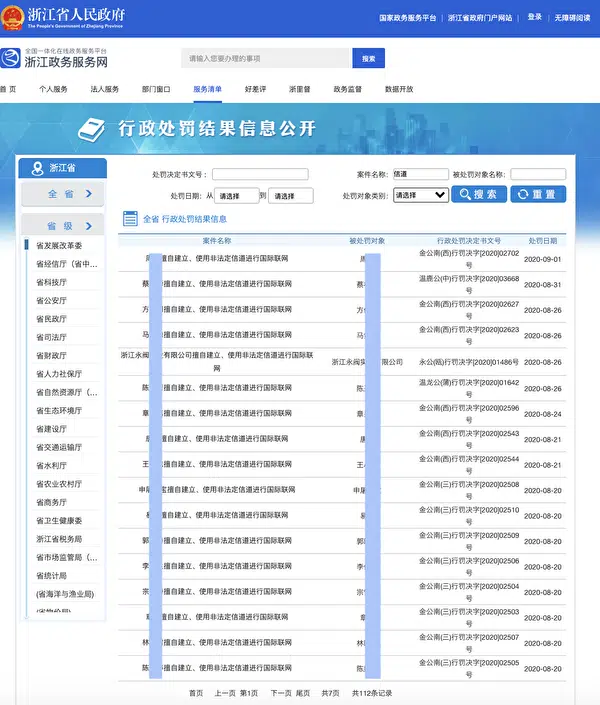 浙江省人民政府
The People's Government of Zhejiang Province
国家政务服务平台 | 浙江省政府门户网站 | 登录 | 无障碍阅读
全国一体化在线政务服务平台
浙江政务服务网
请输入您要办理的事项
搜索
首 页 个人服务 法人服务 部门窗口 服务清单 好差评 浙里督 政务监督 数据开放
行政处罚结果信息公开
浙江省
全 省
省 级
省发展改革委
省经信厅(省中...
省科技厅
省公安厅
省民政厅
省司法厅
省财政厅
省人力社保厅
省自然资源厅(...
省生态环境厅
省建设厅
省交通运输厅
省水利厅
省农业农村厅
省商务厅
省卫生健康委
浙江省税务局
省市场监管局(...
省统计局
(省海洋与渔业局)
(省物价局)
处罚决定书文号: 案件名称: 信道 被处罚对象名称:
处罚日期: 从 请选择 到 请选择 处罚对象类别: 请选择 搜 索 重 置
全省 行政处罚结果信息
案件名称 被处罚对象 行政处罚决定书文号 处罚日期
擅自建立、使用非法定信道进行国际联网 金公南(西)行罚决字[2020]02702号 2020-09-01
蔡 擅自建立、使用非法定信道进行国际联网 蔡 温鹿公(中)行罚决字[2020]03668号 2020-08-31
方 擅自建立、使用非法定信道进行国际联网 方 金公南(西)行罚决字[2020]02627号 2020-08-26
马 擅自建立、使用非法定信道进行国际联网 马 金公南(西)行罚决字[2020]02623号 2020-08-26
浙江永阀 业有限公司擅自建立、使用非法定信道进行国际联网 浙江永阀实 有限公司 永公(瓯)行罚决字[2020]01486号 2020-08-26
陈 擅自建立、使用非法定信道进行国际联网 陈 温龙公(蒲)行罚决字[2020]01642号 2020-08-26
章 擅自建立、使用非法定信道进行国际联网 章 金公南(西)行罚决字[2020]02596号 2020-08-24
擅自建立、使用非法定信道进行国际联网 金公南(西)行罚决字[2020]02543号 2020-08-21
王 擅自建立、使用非法定信道进行国际联网 王 金公南(西)行罚决字[2020]02544号 2020-08-21
申屠 擅自建立、使用非法定信道进行国际联网 申屠 金公南(三)行罚决字[2020]02508号 2020-08-20
擅自建立、使用非法定信道进行国际联网 金公南(三)行罚决字[2020]02510号 2020-08-20
郭 擅自建立、使用非法定信道进行国际联网 郭 金公南(三)行罚决字[2020]02509号 2020-08-20
李 擅自建立、使用非法定信道进行国际联网 李 金公南(三)行罚决字[2020]02506号 2020-08-20
宗 擅自建立、使用非法定信道进行国际联网 宗 金公南(三)行罚决字[2020]02504号 2020-08-20
擅自建立、使用非法定信道进行国际联网 章 金公南(三)行罚决字[2020]02503号 2020-08-20
林 擅自建立、使用非法定信道进行国际联网 林 金公南(三)行罚决字[2020]02507号 2020-08-20
陈 擅自建立、使用非法定信道进行国际联网 陈 金公南(三)行罚决字[2020]02505号 2020-08-20
首页 上一页 第1页 下一页 尾页 共7页 共112条记录